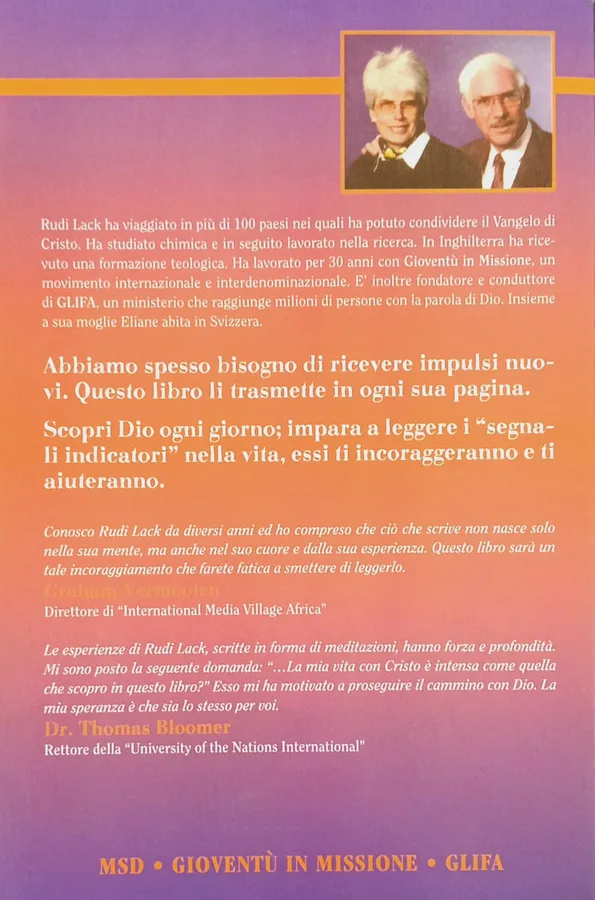 Rudi Lack ha viaggiato in più di 100 paesi nei quali ha potuto condividere il Vangelo di
Cristo. Ha studiato chimica e in seguito lavorato nella ricerca. In Inghilterra ha rice-
vuto una formazione teologica. Ha lavorato per 30 anni con Gioventù in Missione, un
movimento internazionale e interdenominazionale. E' inoltre fondatore e conduttore
di GLIFA, un ministerio che raggiunge milioni di persone con la parola di Dio. Insieme
a sua moglie Eliane abita in Svizzera.
Abbiamo spesso bisogno di ricevere impulsi nuo-
vi. Questo libro li trasmette in ogni sua pagina.
Scopri Dio ogni giorno; impara a leggere i "segna-
li indicatori" nella vita, essi ti incoraggeranno e ti
aiuteranno.
Conosco Rudi Lack da diversi anni ed ho compreso che ciò che scrive non nasce solo
nella sua mente, ma anche nel suo cuore e dalla sua esperienza. Questo libro sarà un
tale incoraggiamento che farete fatica a smettere di leggerlo.
Graham Vermooten
Direttore di "International Media Village Africa"
Le esperienze di Rudi Lack, scritte in forma di meditazioni, hanno forza e profondità.
Mi sono posto la seguente domanda: "...La mia vita con Cristo è intensa come quella
che scopro in questo libro?" Esso mi ha motivato a proseguire il cammino con Dio. La
mia speranza è che sia lo stesso per voi.
Dr. Thomas Bloomer
Rettore della "University of the Nations International"
MSD • GIOVENTÙ IN MISSIONE • GLIFA